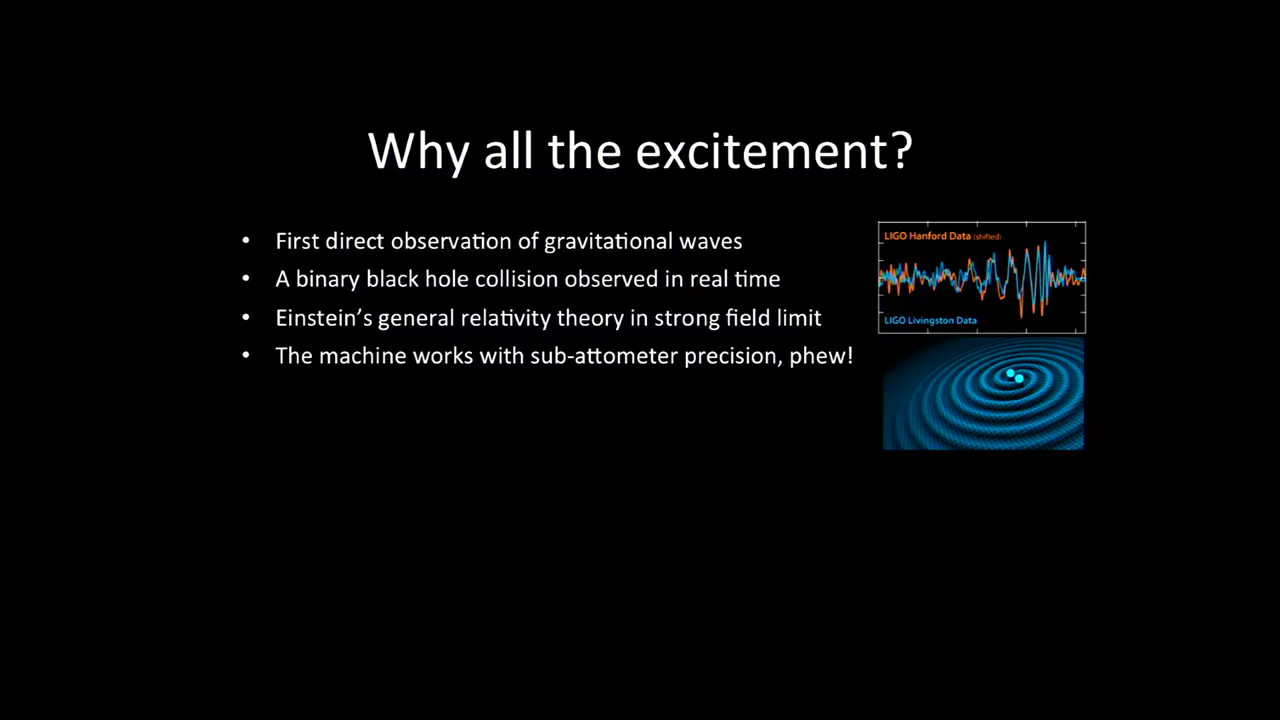 Why all the excitement?
• First direct observation of gravitational waves
• A binary black hole collision observed in real time
• Einstein’s general relativity theory in strong field limit
• The machine works with sub-attometer precision, phew!
LIGO Hanford Data (shifted)
LIGO Livingston Data